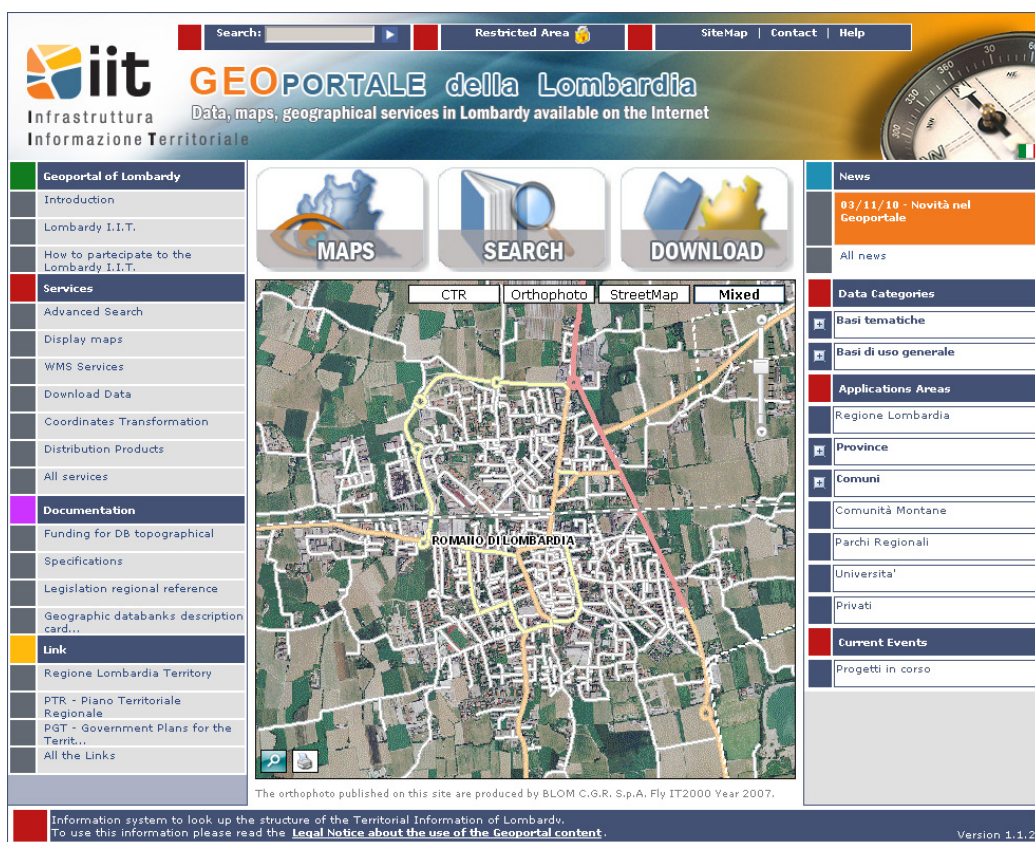 Search:
Restricted Area
SiteMap | Contact | Help
iit
Infrastruttura
Informazione Territoriale
GEOPORTALE della Lombardia
Data, maps, geographical services in Lombardy available on the Internet
360
30
330
300
NE
NW
Geoportal of Lombardy
Introduction
Lombardy I.I.T.
How to partecipate to the
Lombardy I.I.T.
Services
Advanced Search
Display maps
WMS Services
Download Data
Coordinates Transformation
Distribution Products
All services
Documentation
Funding for DB topographical
Specifications
Legislation regional reference
Geographic databanks description
card...
Link
Regione Lombardia Territory
PTR - Piano Territoriale
Regionale
PGT - Government Plans for the
Territ...
All the Links
MAPS
SEARCH
DOWNLOAD
CTR
Orthophoto
StreetMap
Mixed
ROMANO DI LOMBARDIA
The orthophoto published on this site are produced by BLOM C.G.R. S.p.A. Fly IT2000 Year 2007.
News
03/11/10 - Novità nel
Geoportale
All news
Data Categories
Basi tematiche
Basi di uso generale
Applications Areas
Regione Lombardia
Province
Comuni
Comunità Montane
Parchi Regionali
Universita'
Privati
Current Events
Progetti in corso
Information system to look up the structure of the Territorial Information of Lombardy.
To use this information please read the Legal Notice about the use of the Geoportal content.
Version 1.1.2